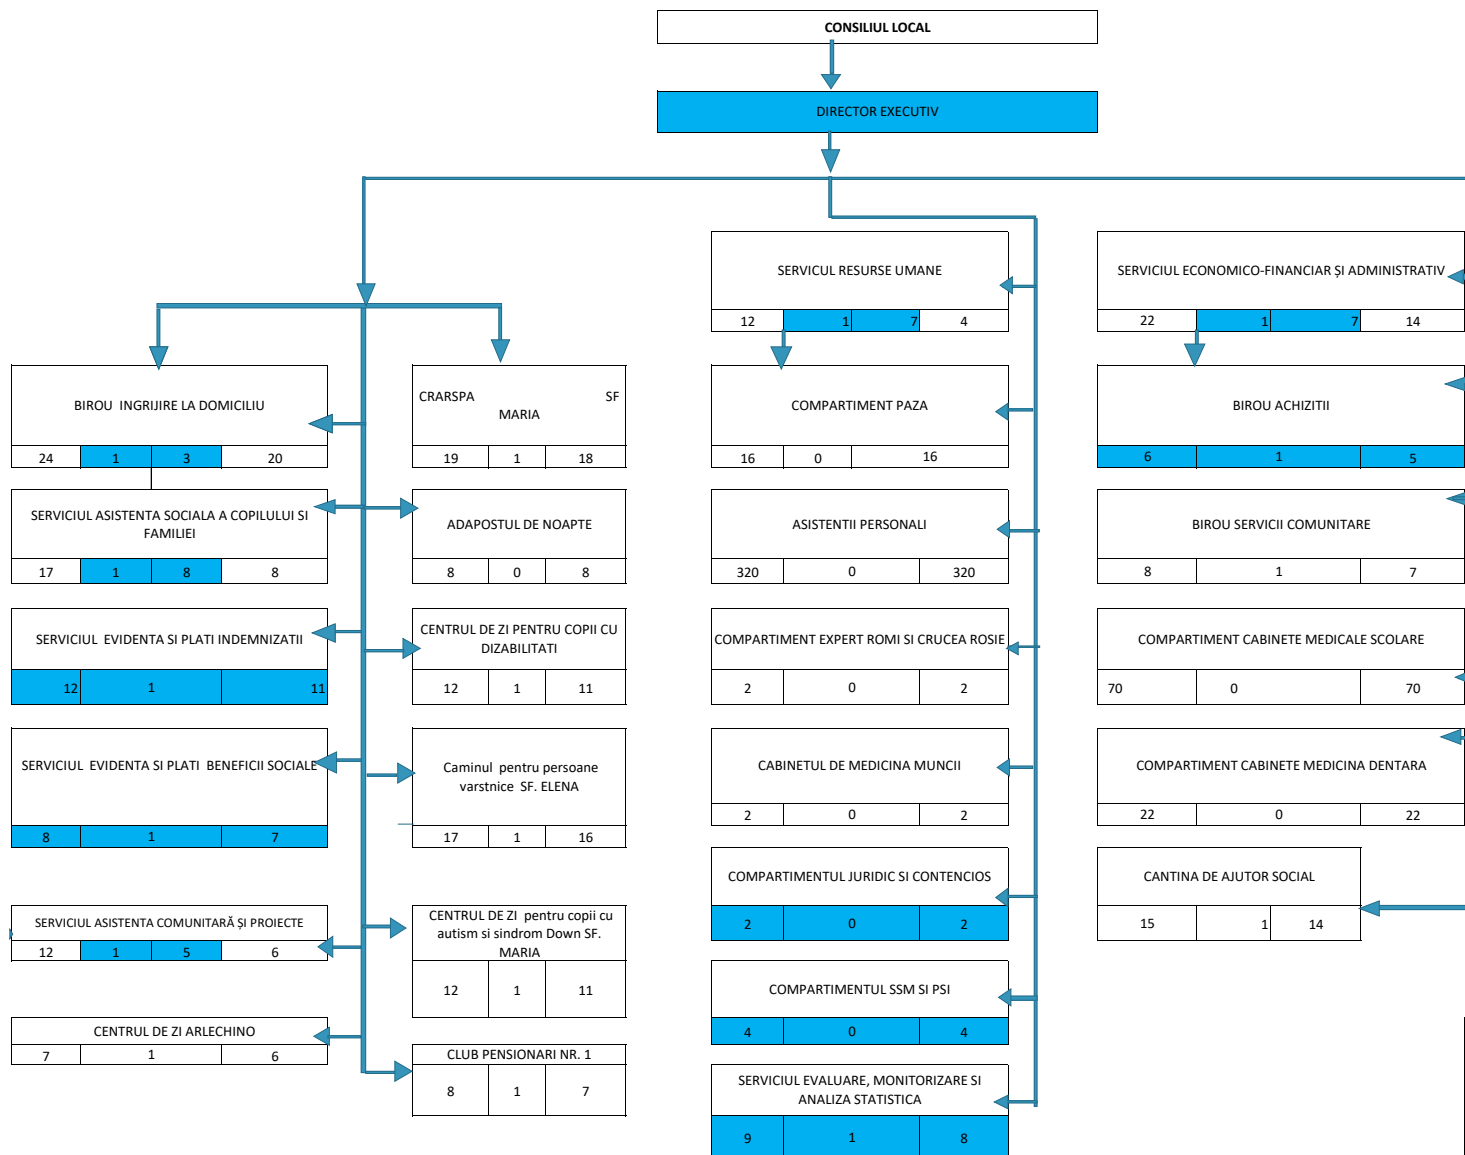 CONSILIUL LOCAL
DIRECTOR EXECUTIV
BIROU INGRIJIRE LA DOMICILIU
24 1 3 20
SERVICIUL ASISTENTA SOCIALA A COPILULUI SI
FAMILIEI
17 1 8 8
SERVICIUL EVIDENTA SI PLATI INDEMNIZATII
12 1 11
SERVICIUL EVIDENTA SI PLATI BENEFICII SOCIALE
8 1 7
SERVICIUL ASISTENTA COMUNITARĂ ȘI PROIECTE
12 1 5 6
CENTRUL DE ZI ARLECHINO
7 1 6
CRARSPA SF
MARIA
19 1 18
ADAPOSTUL DE NOAPTE
8 0 8
CENTRUL DE ZI PENTRU COPII CU
DIZABILITATI
12 1 11
Caminul pentru persoane
varstnice SF. ELENA
17 1 16
CENTRUL DE ZI pentru copii cu
autism si sindrom Down SF.
MARIA
12 1 11
CLUB PENSIONARI NR. 1
8 1 7
SERVICUL RESURSE UMANE
12 1 7 4
COMPARTIMENT PAZA
16 0 16
ASISTENTII PERSONALI
320 0 320
COMPARTIMENT EXPERT ROMI SI CRUCEA ROSIE
2 0 2
CABINETUL DE MEDICINA MUNCII
2 0 2
COMPARTIMENTUL JURIDIC SI CONTENCIOS
2 0 2
COMPARTIMENTUL SSM SI PSI
4 0 4
SERVICIUL EVALUARE, MONITORIZARE SI
ANALIZA STATISTICA
9 1 8
SERVICIUL ECONOMICO-FINANCIAR ȘI ADMINISTRATIV
22 1 7 14
BIROU ACHIZITII
6 1 5
BIROU SERVICII COMUNITARE
8 1 7
COMPARTIMENT CABINETE MEDICALE SCOLARE
70 0 70
COMPARTIMENT CABINETE MEDICINA DENTARA
22 0 22
CANTINA DE AJUTOR SOCIAL
15 1 14